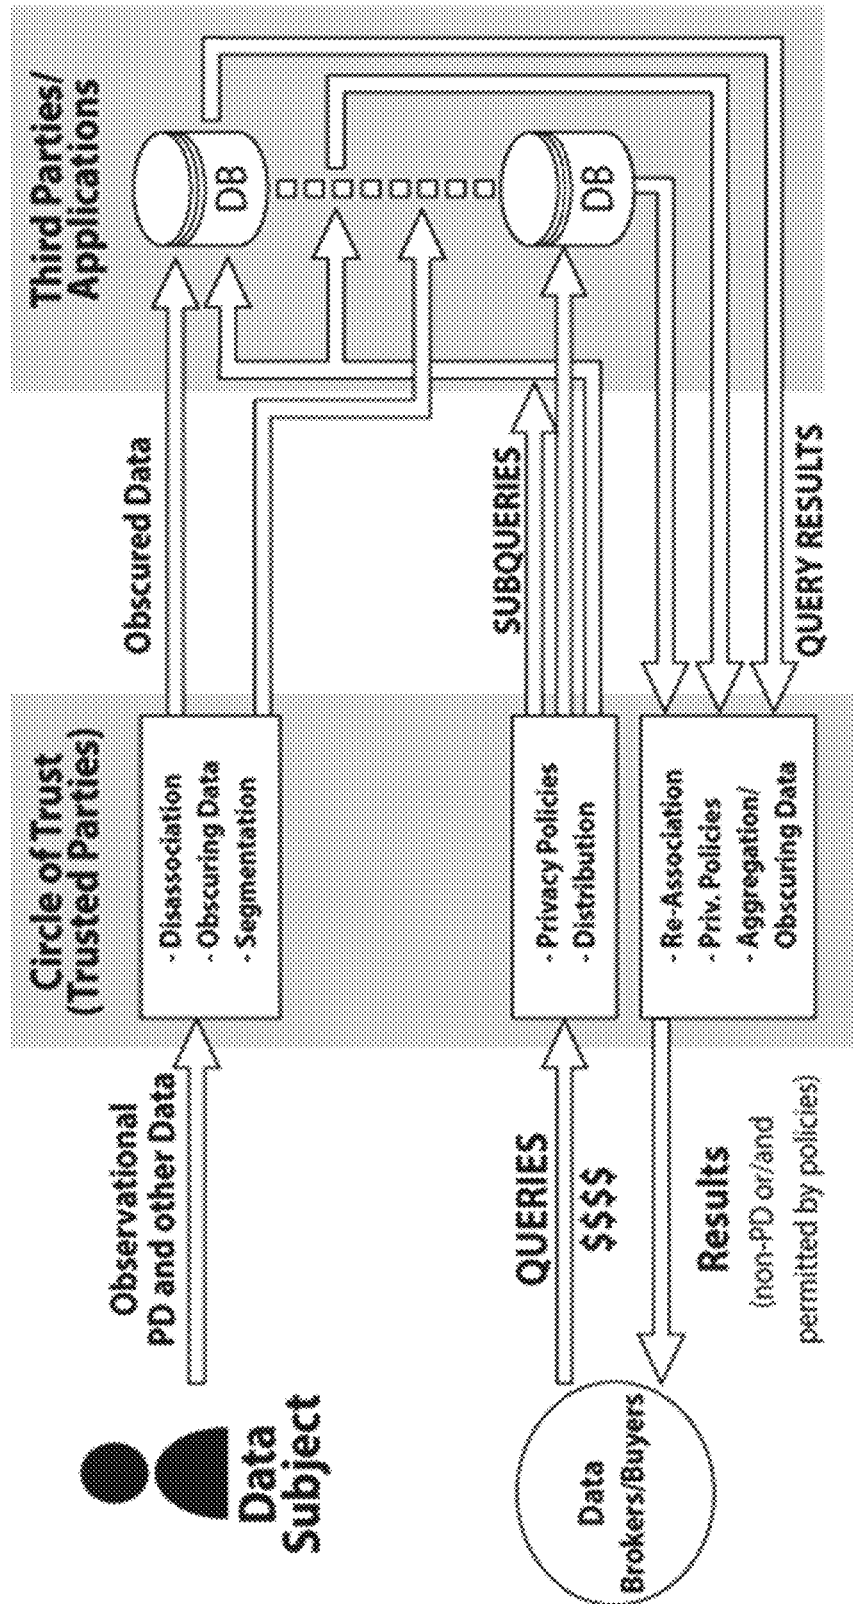 Circle of Trust
(Trusted Parties)
Third Parties/
Applications
Data
Subject
Observational
PD and other Data
- Disassociation
- Obscuring Data
- Segmentation
Obscured Data
DB
DB
Data
Brokers/Buyers
QUERIES
$$$$
- Privacy Policies
- Distribution
SUBQUERIES
Results
(non-PD or/and
permitted by policies)
- Re-Association
- Priv. Policies
- Aggregation/
Obscuring Data
QUERY RESULTS